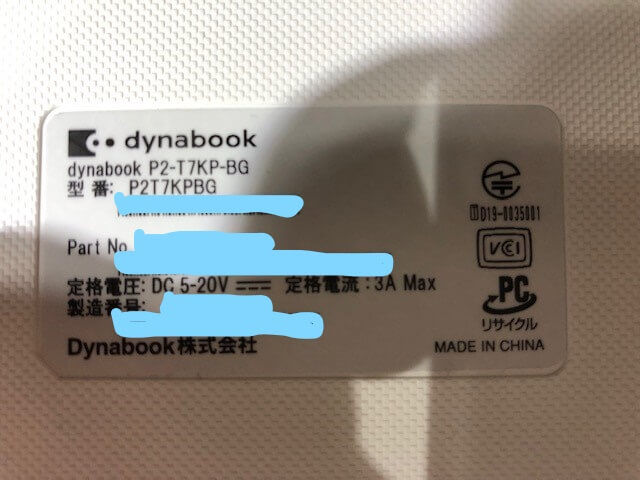 dynabook
dynabook P2-T7KP-BG
型番: P2T7KPBG
Part No
定格電圧: DC 5-20V 定格電流: 3A Max
製造番号:
Dynabook株式会社
D19-0035001
VCCI
PC
リサイクル
MADE IN CHINA